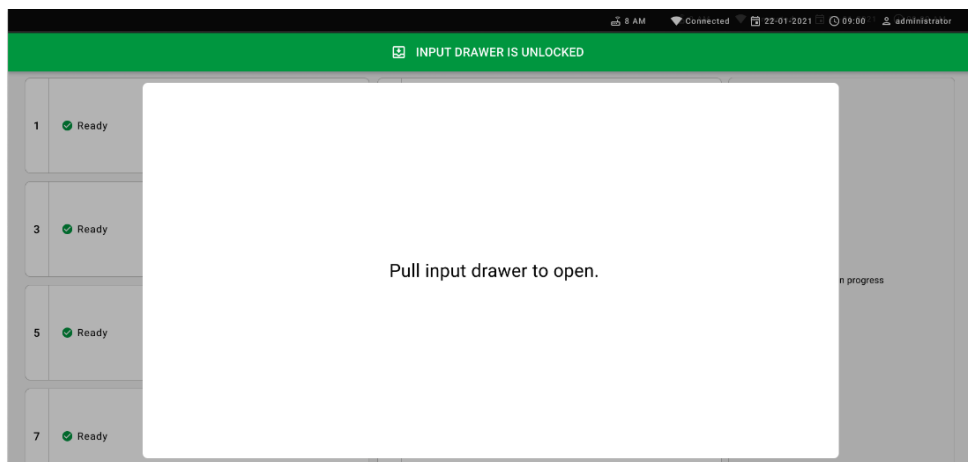 8 AM Connected 22-01-2021 09:00 administrator
INPUT DRAWER IS UNLOCKED
1 Ready
3 Ready
Pull input drawer to open.
n progress
5 Ready
7 Ready